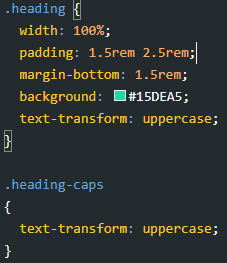 .heading {
  width: 100%;
  padding: 1.5rem 2.5rem;
  margin-bottom: 1.5rem;
  background: #15DEA5;
  text-transform: uppercase;
}

.heading-caps
{
  text-transform: uppercase;
}